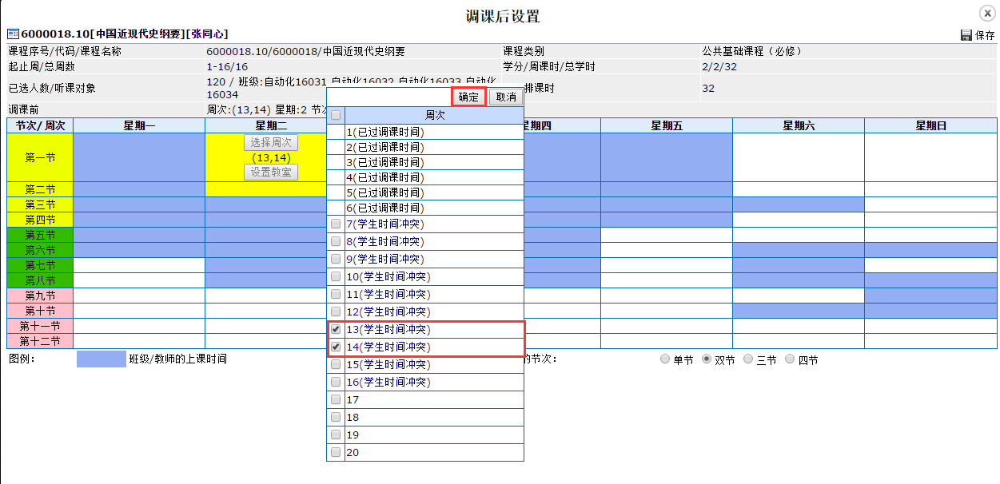 调课后设置
6000018.10[中国近现代史纲要][张同心]
保存
课程序号/代码/课程名称 6000018.10/6000018/中国近现代史纲要 课程类别 公共基础课程（必修）
起止周/总周数 1-16/16 学分/周课时/总学时 2/2/32
已选人数/听课对象 120 / 班级:自动化16031 自动化16032 自动化16033 自动化16034 排课时 32
调课前 周次:(13,14) 星期:2 节次
确定 取消
节次/周次 星期一 星期二 星期四 星期五 星期六 星期日
第一节 选择周次
(13,14)
设置教室
第二节
第三节
第四节
第五节
第六节
第七节
第八节
第九节
第十节
第十一节
第十二节
周次
1(已过调课时间)
2(已过调课时间)
3(已过调课时间)
4(已过调课时间)
5(已过调课时间)
6(已过调课时间)
7(学生时间冲突)
8(学生时间冲突)
9(学生时间冲突)
10(学生时间冲突)
11(学生时间冲突)
12(学生时间冲突)
13(学生时间冲突)
14(学生时间冲突)
15(学生时间冲突)
16(学生时间冲突)
17
18
19
20
图例： 班级/教师的上课时间 的节次： 单节 双节 三节 四节